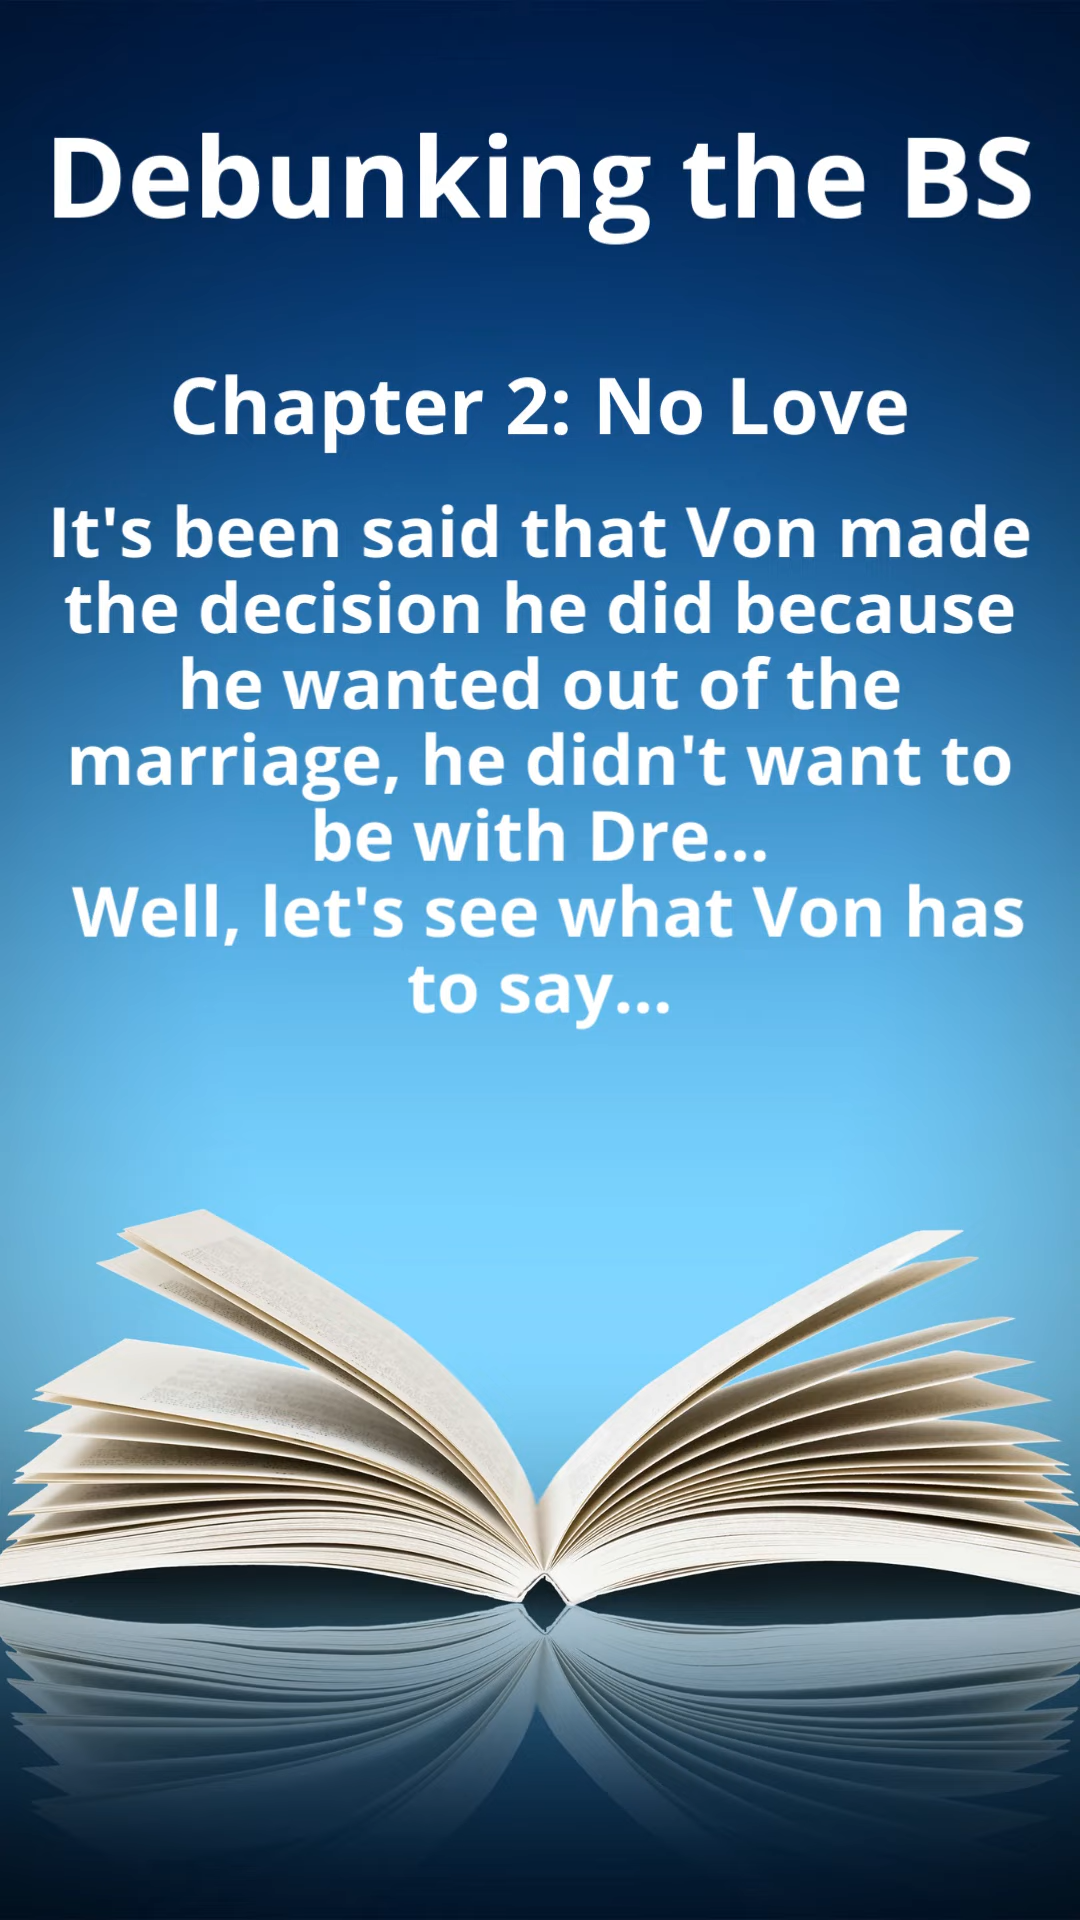 Debunking the BS
Chapter 2: No Love
It's been said that Von made
the decision he did because
he wanted out of the
marriage, he didn't want to
be with Dre...
Well, let's see what Von has
to say...